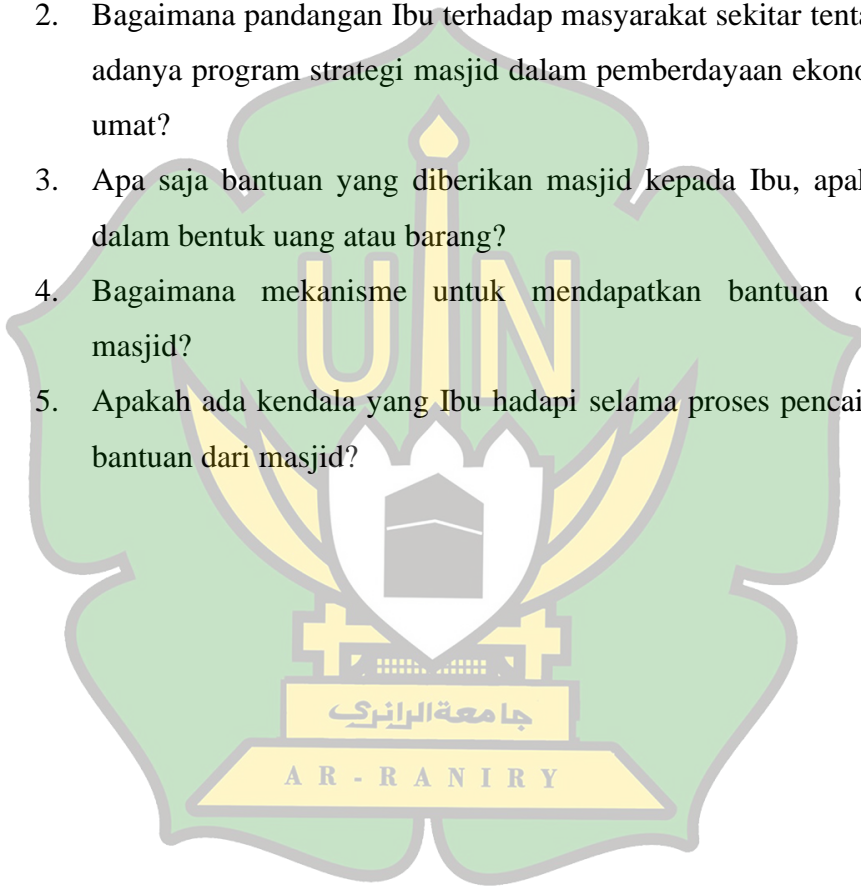 2. Bagaimana pandangan Ibu terhadap masyarakat sekitar tenta
adanya program strategi masjid dalam pemberdayaan ekono
umat?
3. Apa saja bantuan yang diberikan masjid kepada Ibu, apal
dalam bentuk uang atau barang?
4. Bagaimana mekanisme untuk mendapatkan bantuan d
masjid?
5. Apakah ada kendala yang Ibu hadapi selama proses pencai
bantuan dari masjid?
UIN
جامعة الرانري
AR-RANIRY